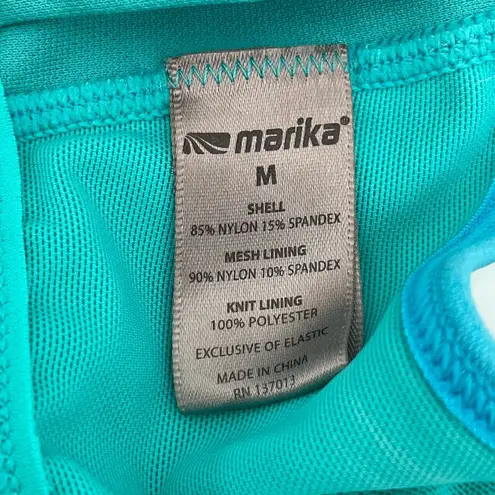 marika®
M
SHELL
85% NYLON 15% SPANDEX
MESH LINING
90% NYLON 10% SPANDEX
KNIT LINING
100% POLYESTER
EXCLUSIVE OF ELASTIC
MADE IN CHINA
RN 137013